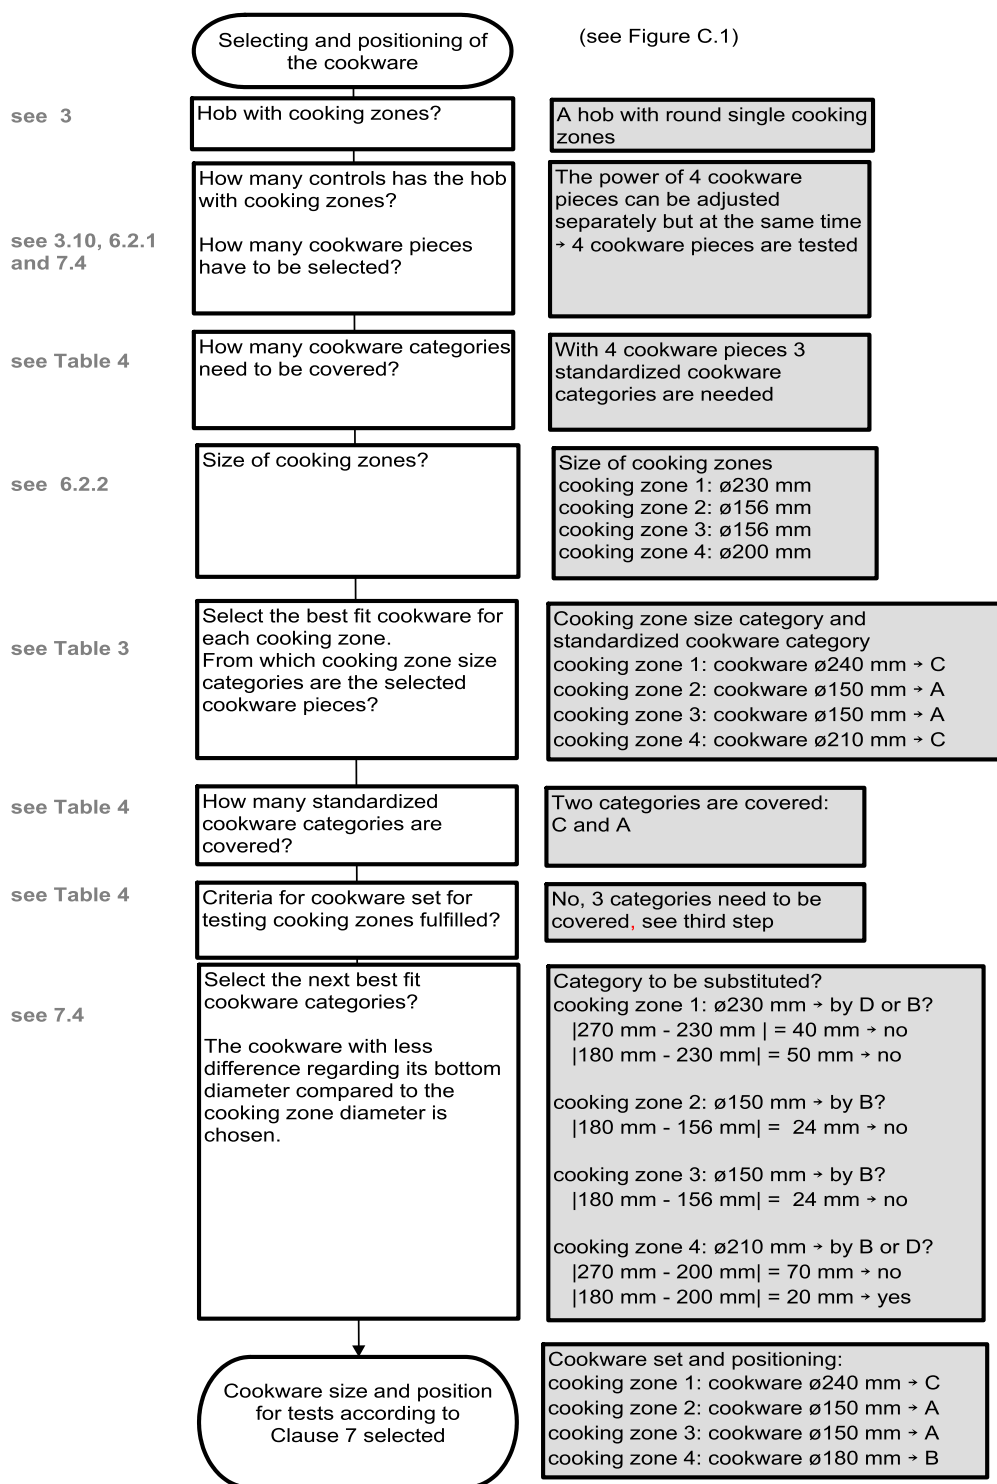 Selecting and positioning of
the cookware
(see Figure C.1)
see 3
Hob with cooking zones?
A hob with round single cooking
zones
see 3.10, 6.2.1
and 7.4
How many controls has the hob
with cooking zones?
How many cookware pieces
have to be selected?
The power of 4 cookware
pieces can be adjusted
separately but at the same time
→ 4 cookware pieces are tested
see Table 4
How many cookware categories
need to be covered?
With 4 cookware pieces 3
standardized cookware
categories are needed
see 6.2.2
Size of cooking zones?
Size of cooking zones
cooking zone 1: ø230 mm
cooking zone 2: ø156 mm
cooking zone 3: ø156 mm
cooking zone 4: ø200 mm
see Table 3
Select the best fit cookware for
each cooking zone.
From which cooking zone size
categories are the selected
cookware pieces?
Cooking zone size category and
standardized cookware category
cooking zone 1: cookware ø240 mm → C
cooking zone 2: cookware ø150 mm → A
cooking zone 3: cookware ø150 mm → A
cooking zone 4: cookware ø210 mm → C
see Table 4
How many standardized
cookware categories are
covered?
Two categories are covered:
C and A
see Table 4
Criteria for cookware set for
testing cooking zones fulfilled?
No, 3 categories need to be
covered, see third step
see 7.4
Select the next best fit
cookware categories?
The cookware with less
difference regarding its bottom
diameter compared to the
cooking zone diameter is
chosen.
Category to be substituted?
cooking zone 1: ø230 mm → by D or B?
|270 mm - 230 mm | = 40 mm → no
|180 mm - 230 mm| = 50 mm → no
cooking zone 2: ø150 mm → by B?
|180 mm - 156 mm| = 24 mm → no
cooking zone 3: ø150 mm → by B?
|180 mm - 156 mm| = 24 mm → no
cooking zone 4: ø210 mm → by B or D?
|270 mm - 200 mm| = 70 mm → no
|180 mm - 200 mm| = 20 mm → yes
Cookware size and position
for tests according to
Clause 7 selected
Cookware set and positioning:
cooking zone 1: cookware ø240 mm → C
cooking zone 2: cookware ø150 mm → A
cooking zone 3: cookware ø150 mm → A
cooking zone 4: cookware ø180 mm → B